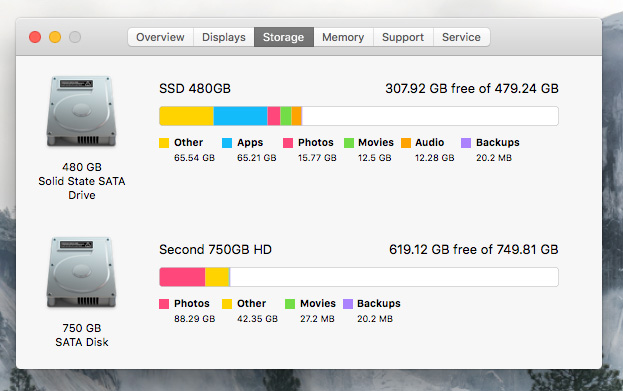 Overview Displays Storage Memory Support Service
SSD 480GB 307.92 GB free of 479.24 GB
Other Apps Photos Movies Audio Backups
65.54 GB 65.21 GB 15.77 GB 12.5 GB 12.28 GB 20.2 MB
480 GB
Solid State SATA
Drive
Second 750GB HD 619.12 GB free of 749.81 GB
Photos Other Movies Backups
88.29 GB 42.35 GB 27.2 MB 20.2 MB
750 GB
SATA Disk